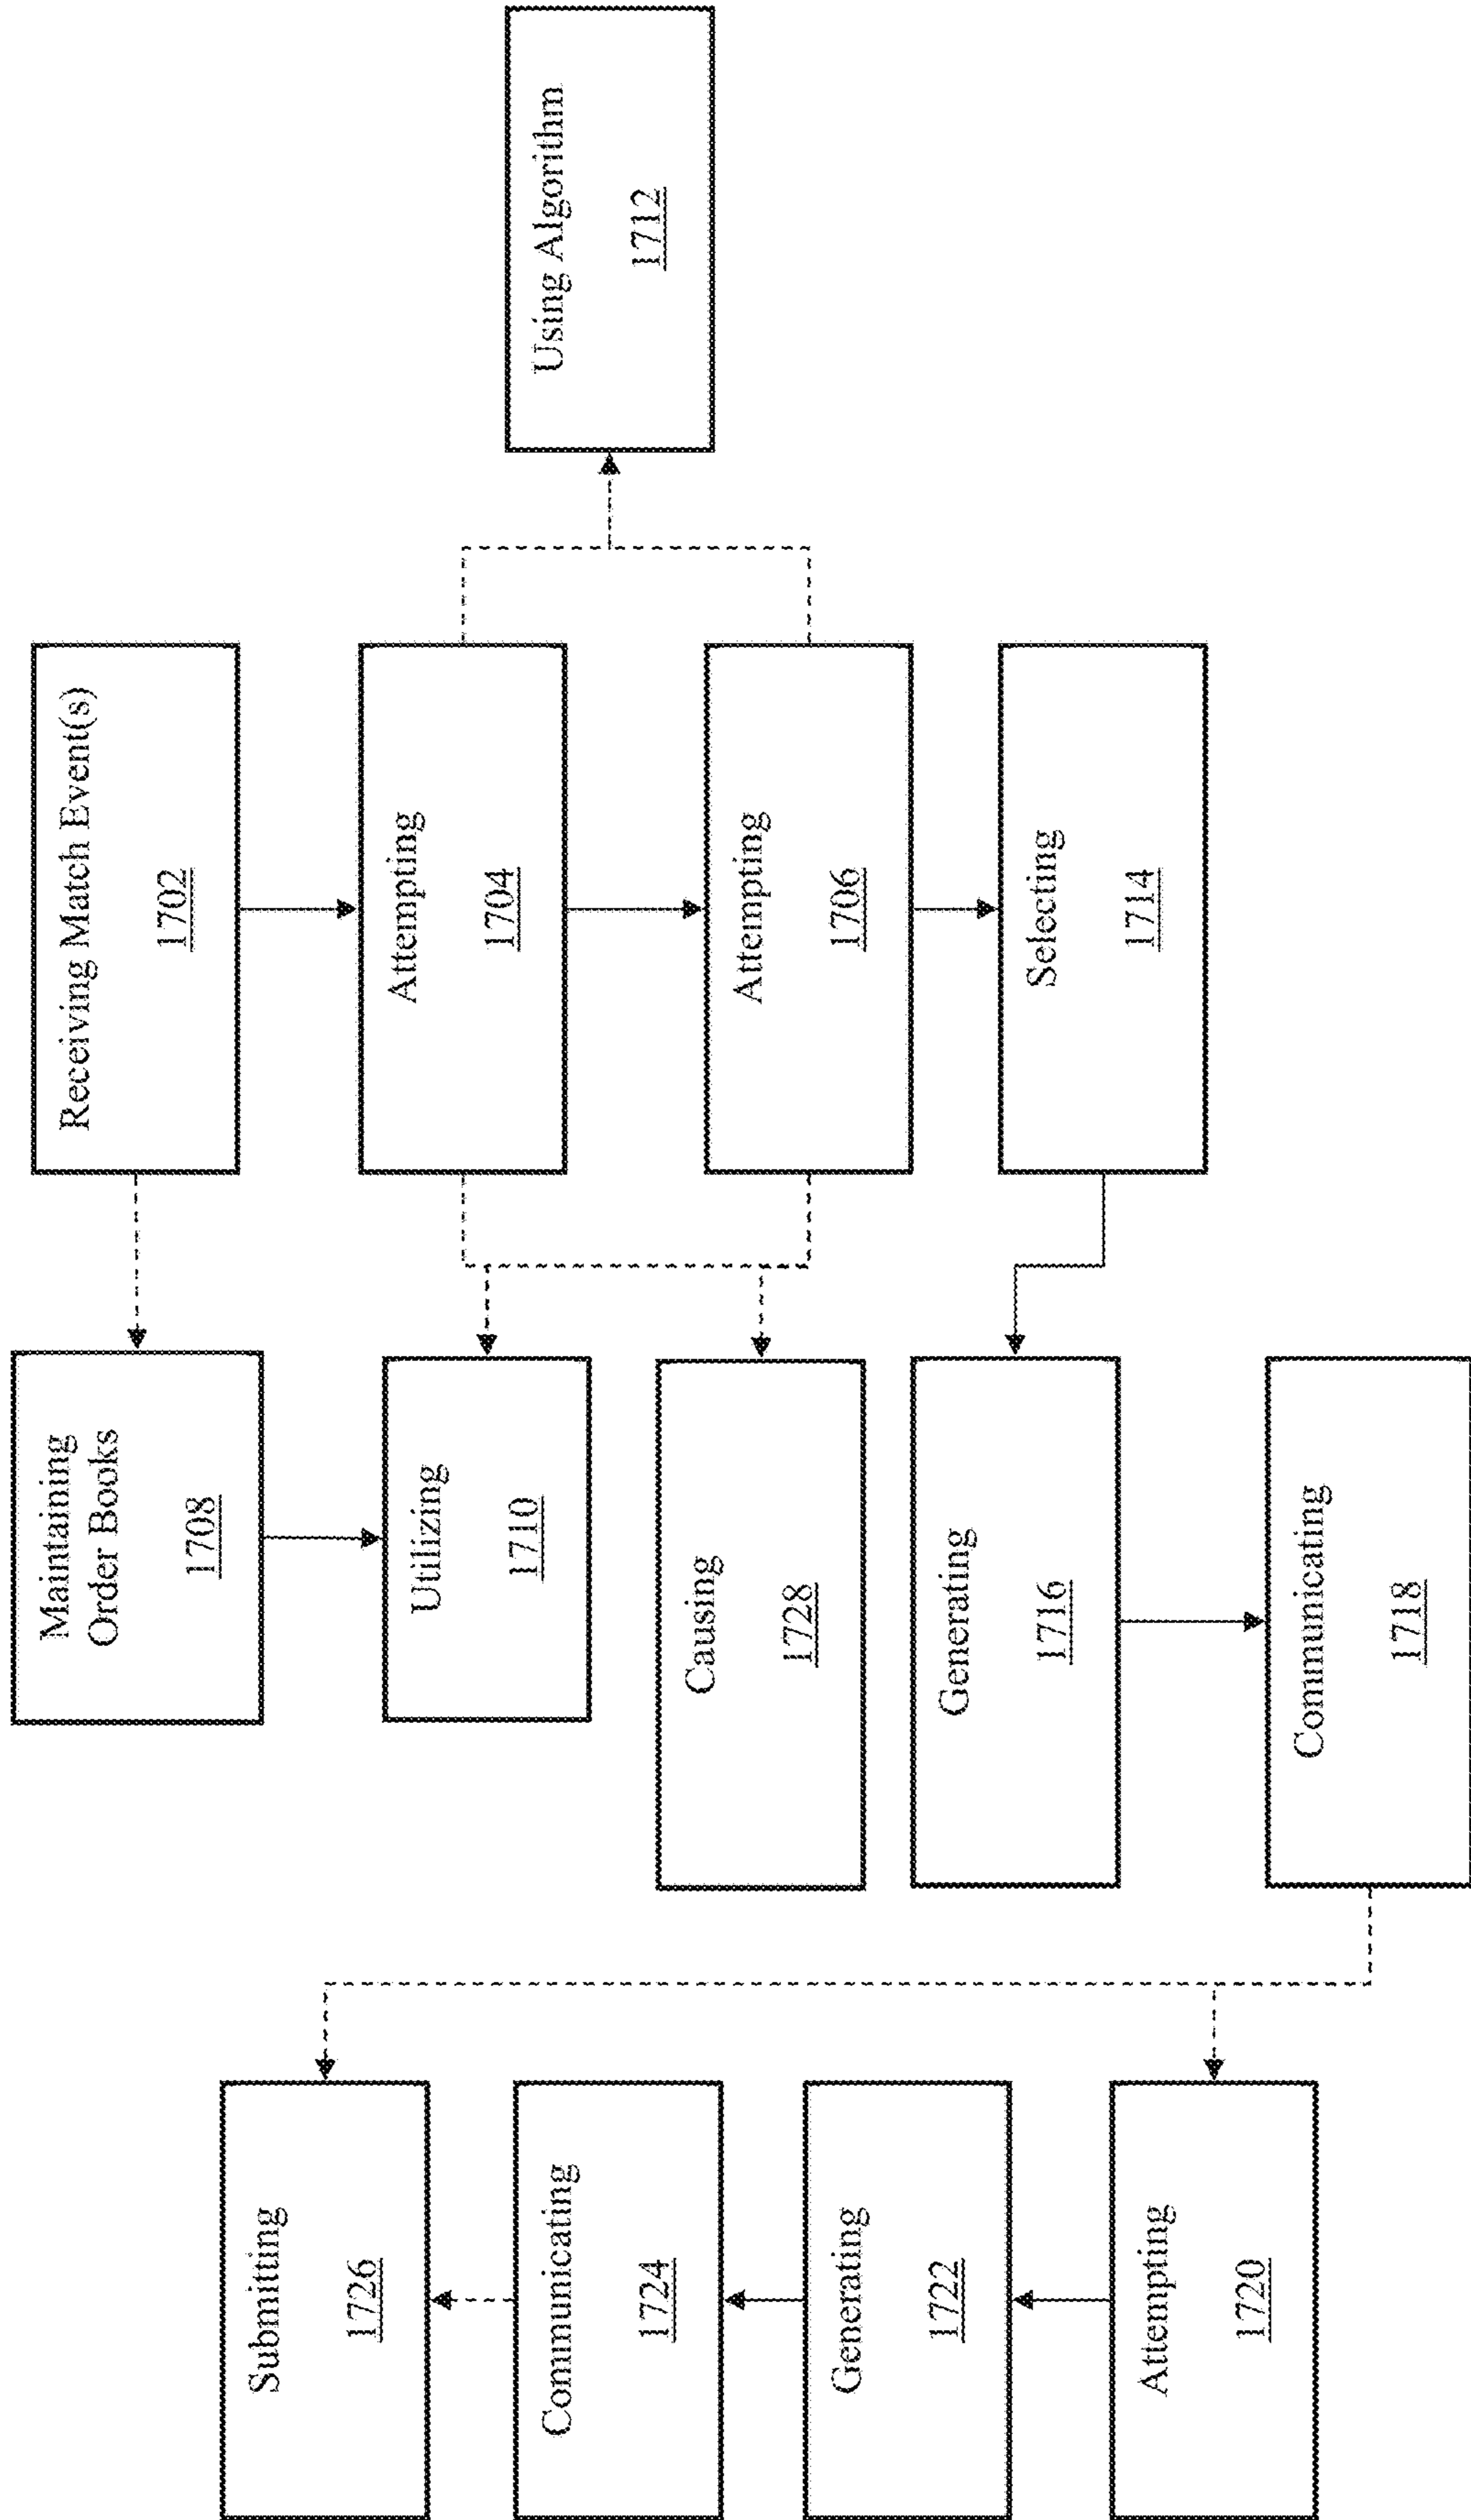 Submitting
1726
Communicating
1724
Generating
1722
Attempting
1720
Maintaining
Order Books
1708
Utilizing
1710
Causing
1728
Generating
1716
Communicating
1718
Receiving Match Event(s)
1702
Attempting
1704
Attempting
1706
Selecting
1714
Using Algorithm
1712